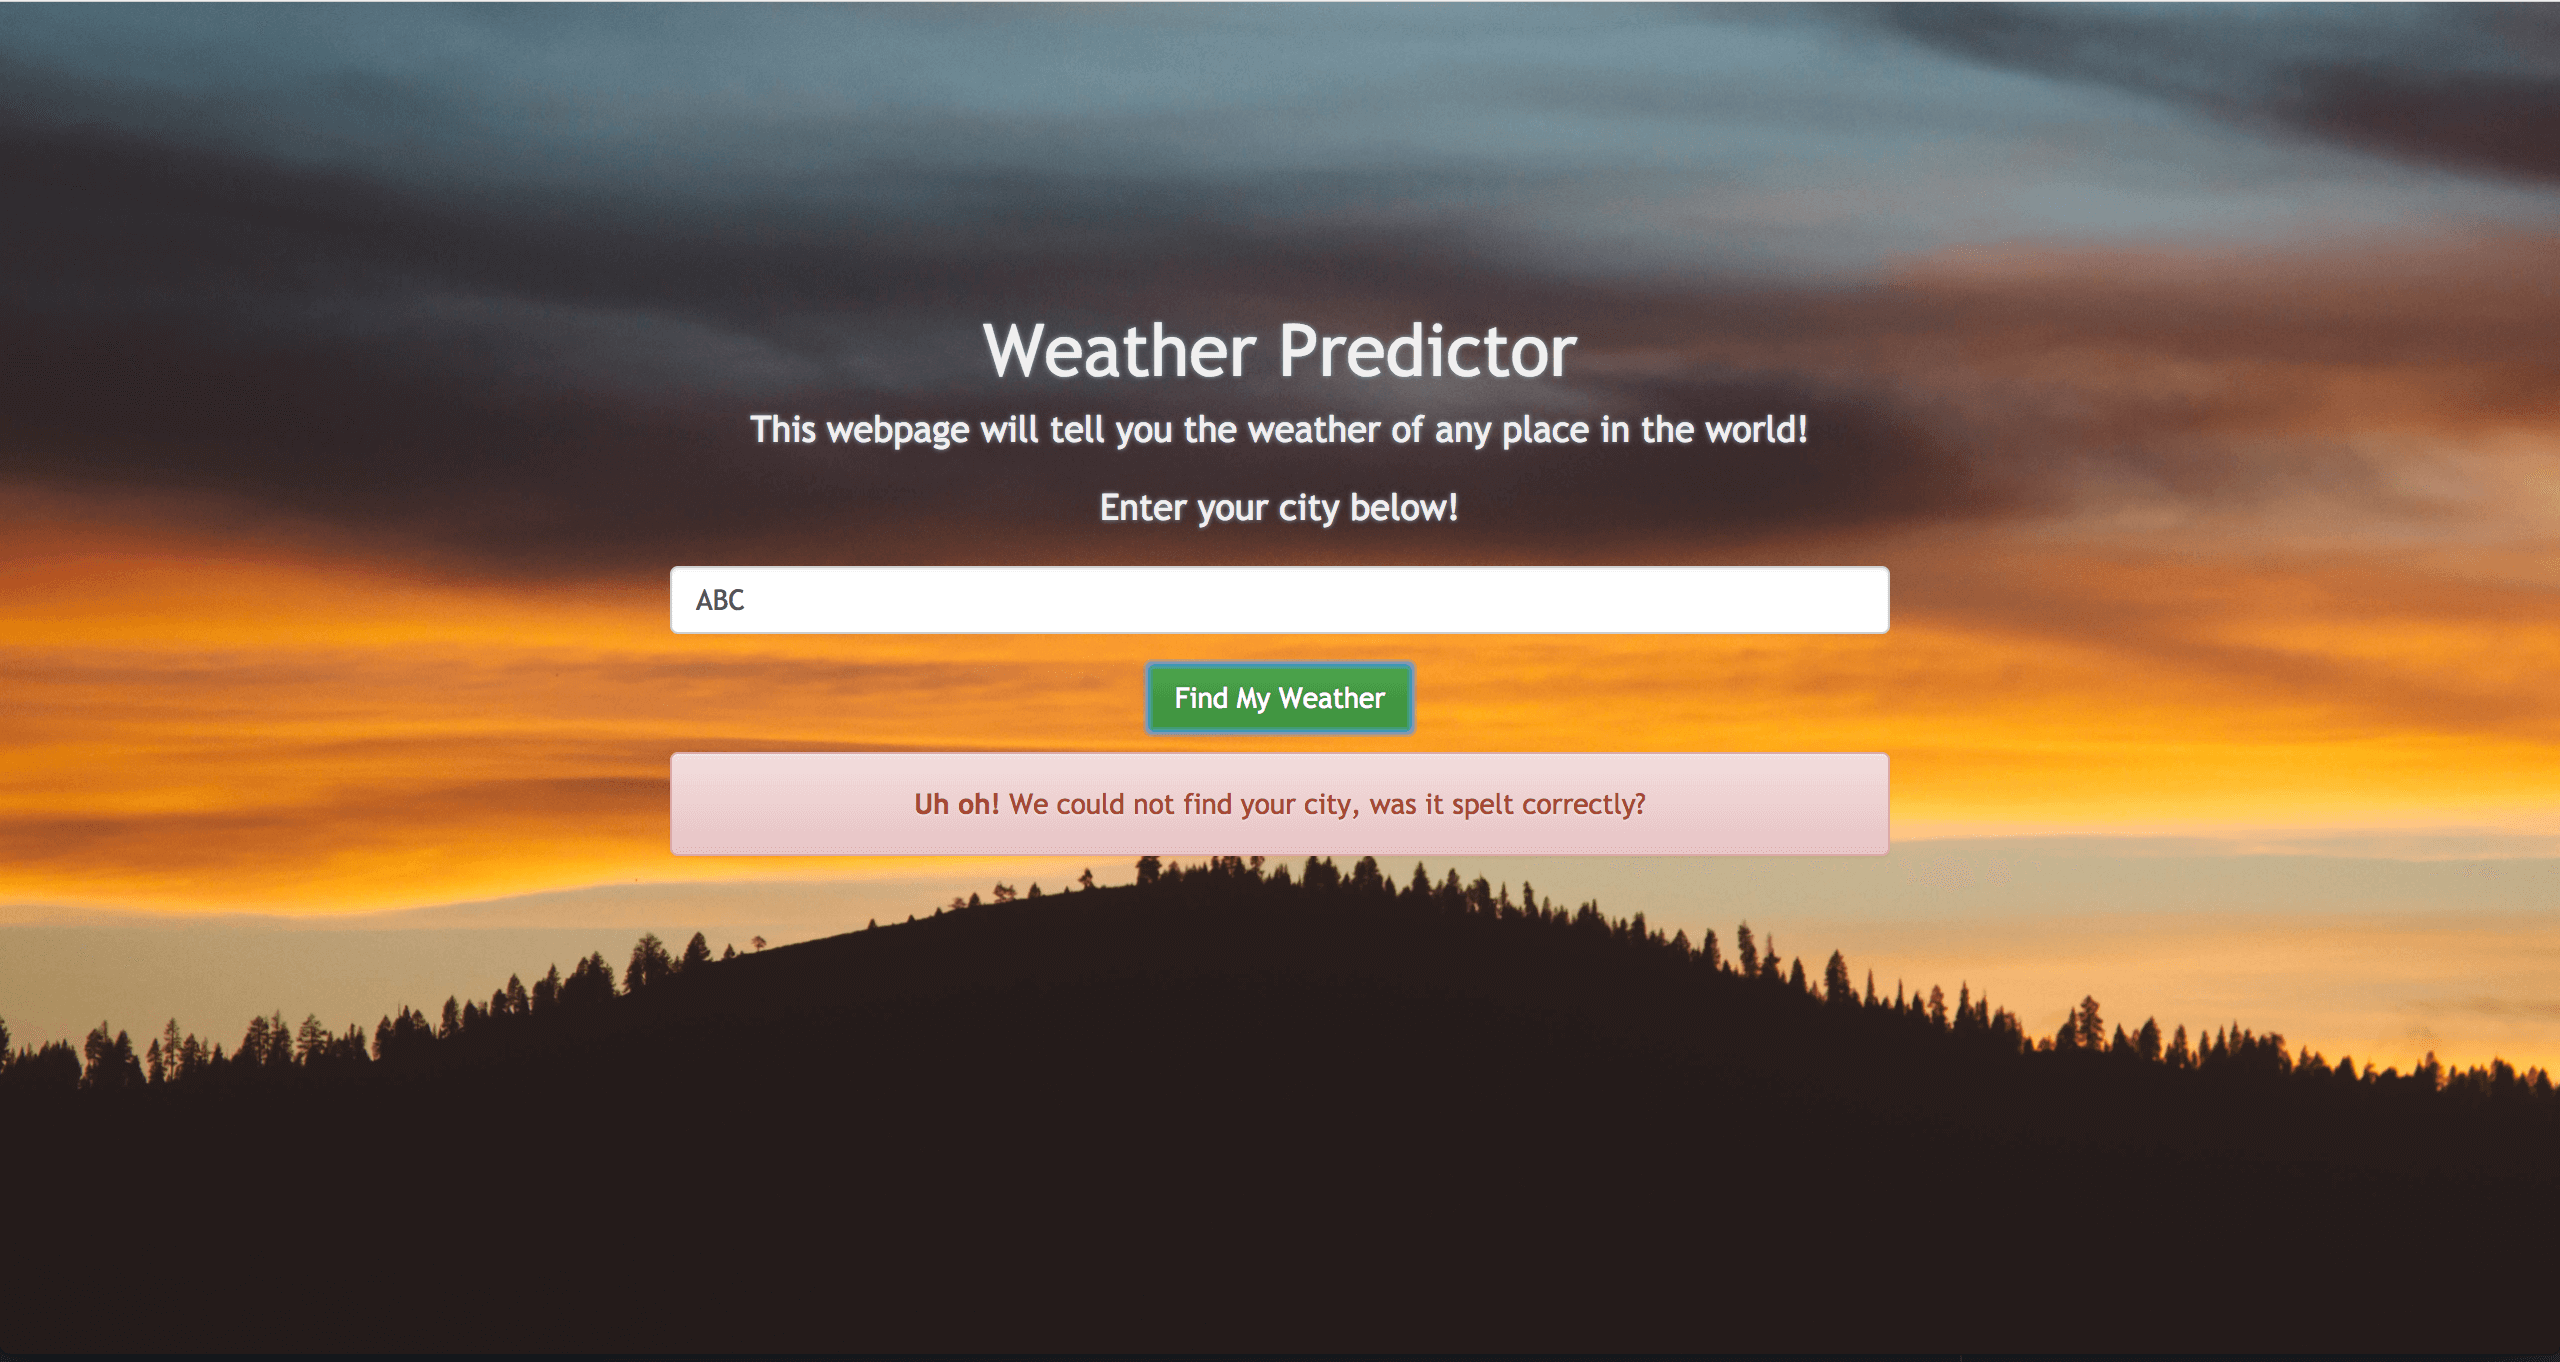 Weather Predictor
This webpage will tell you the weather of any place in the world!
Enter your city below!
ABC
Find My Weather
Uh oh! We could not find your city, was it spelt correctly?